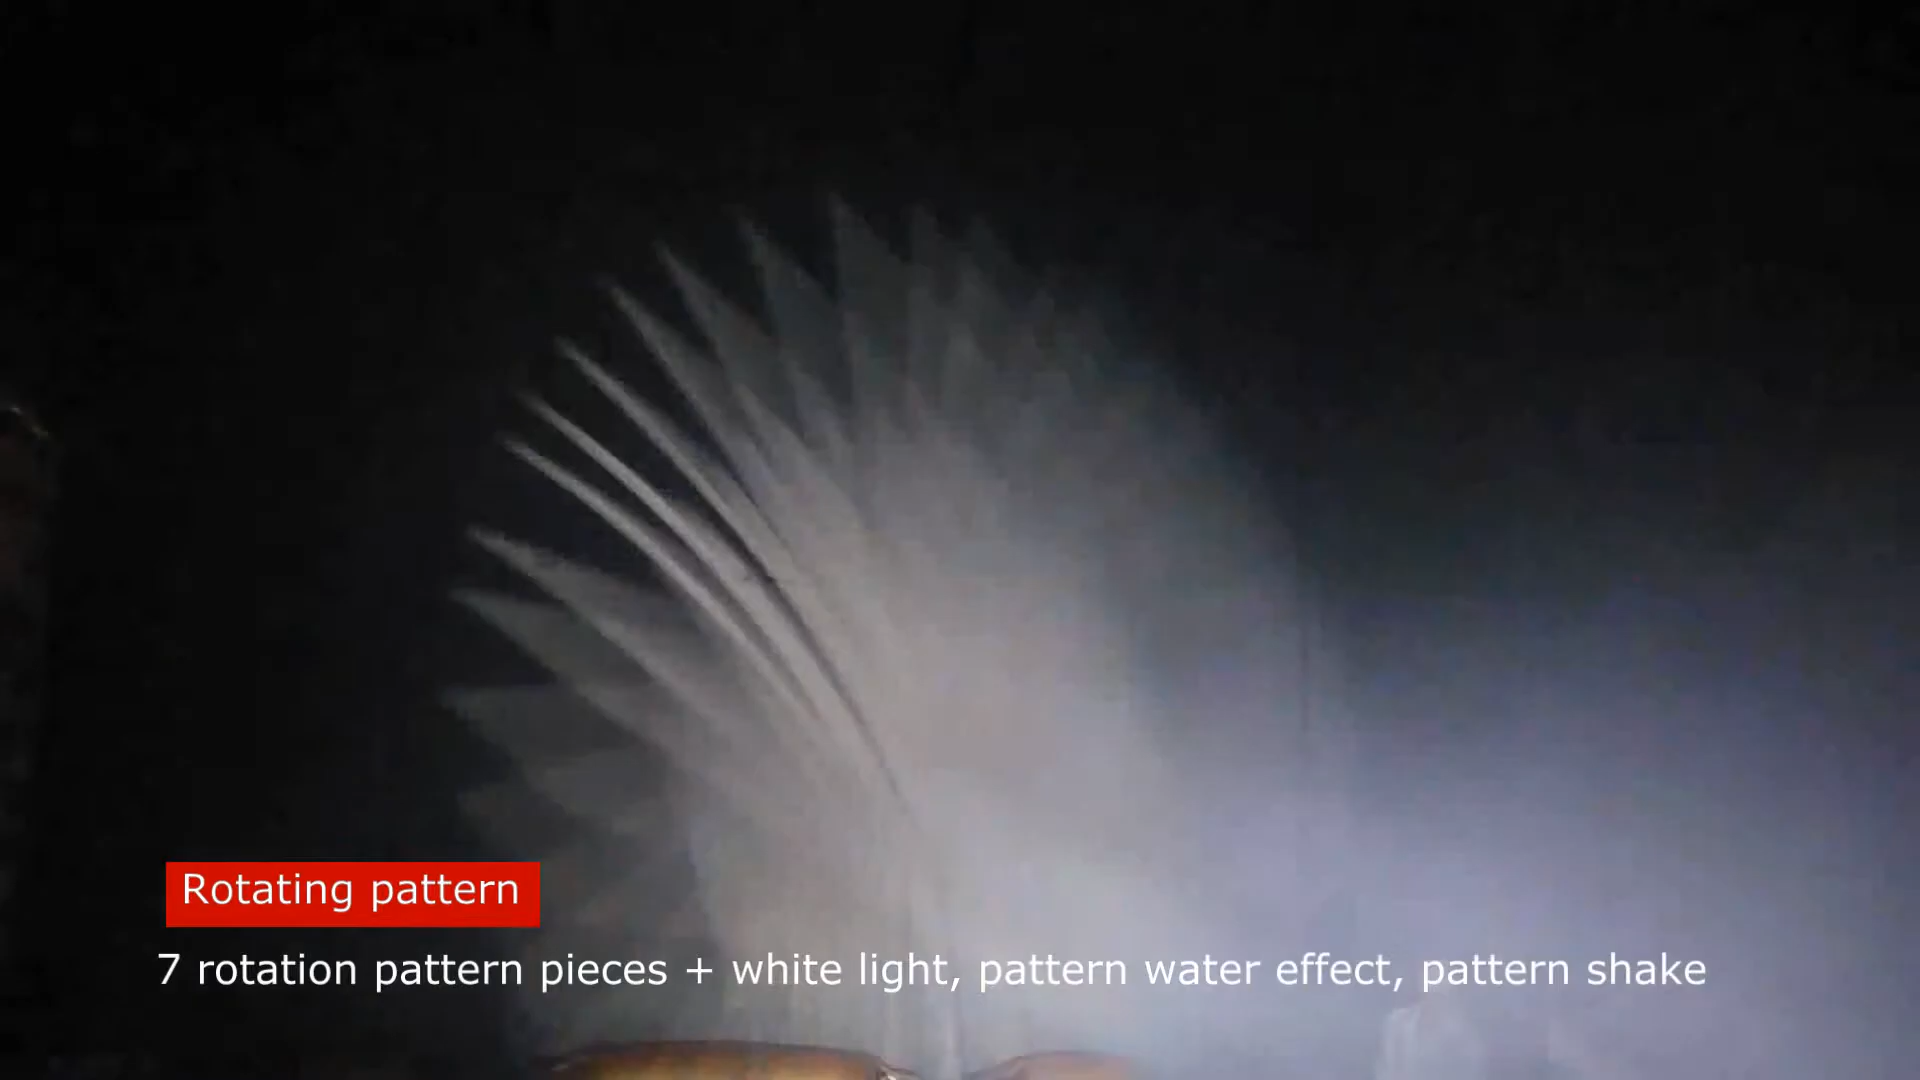 Rotating pattern
7 rotation pattern pieces + white light, pattern water effect, pattern shake